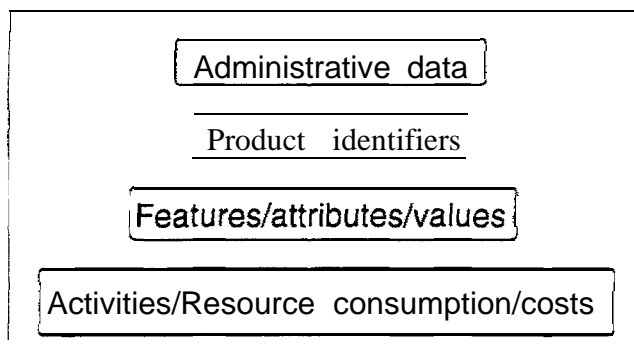 Administrative data
Product identifiers
Features/attributes/values
Activities/Resource consumption/costs